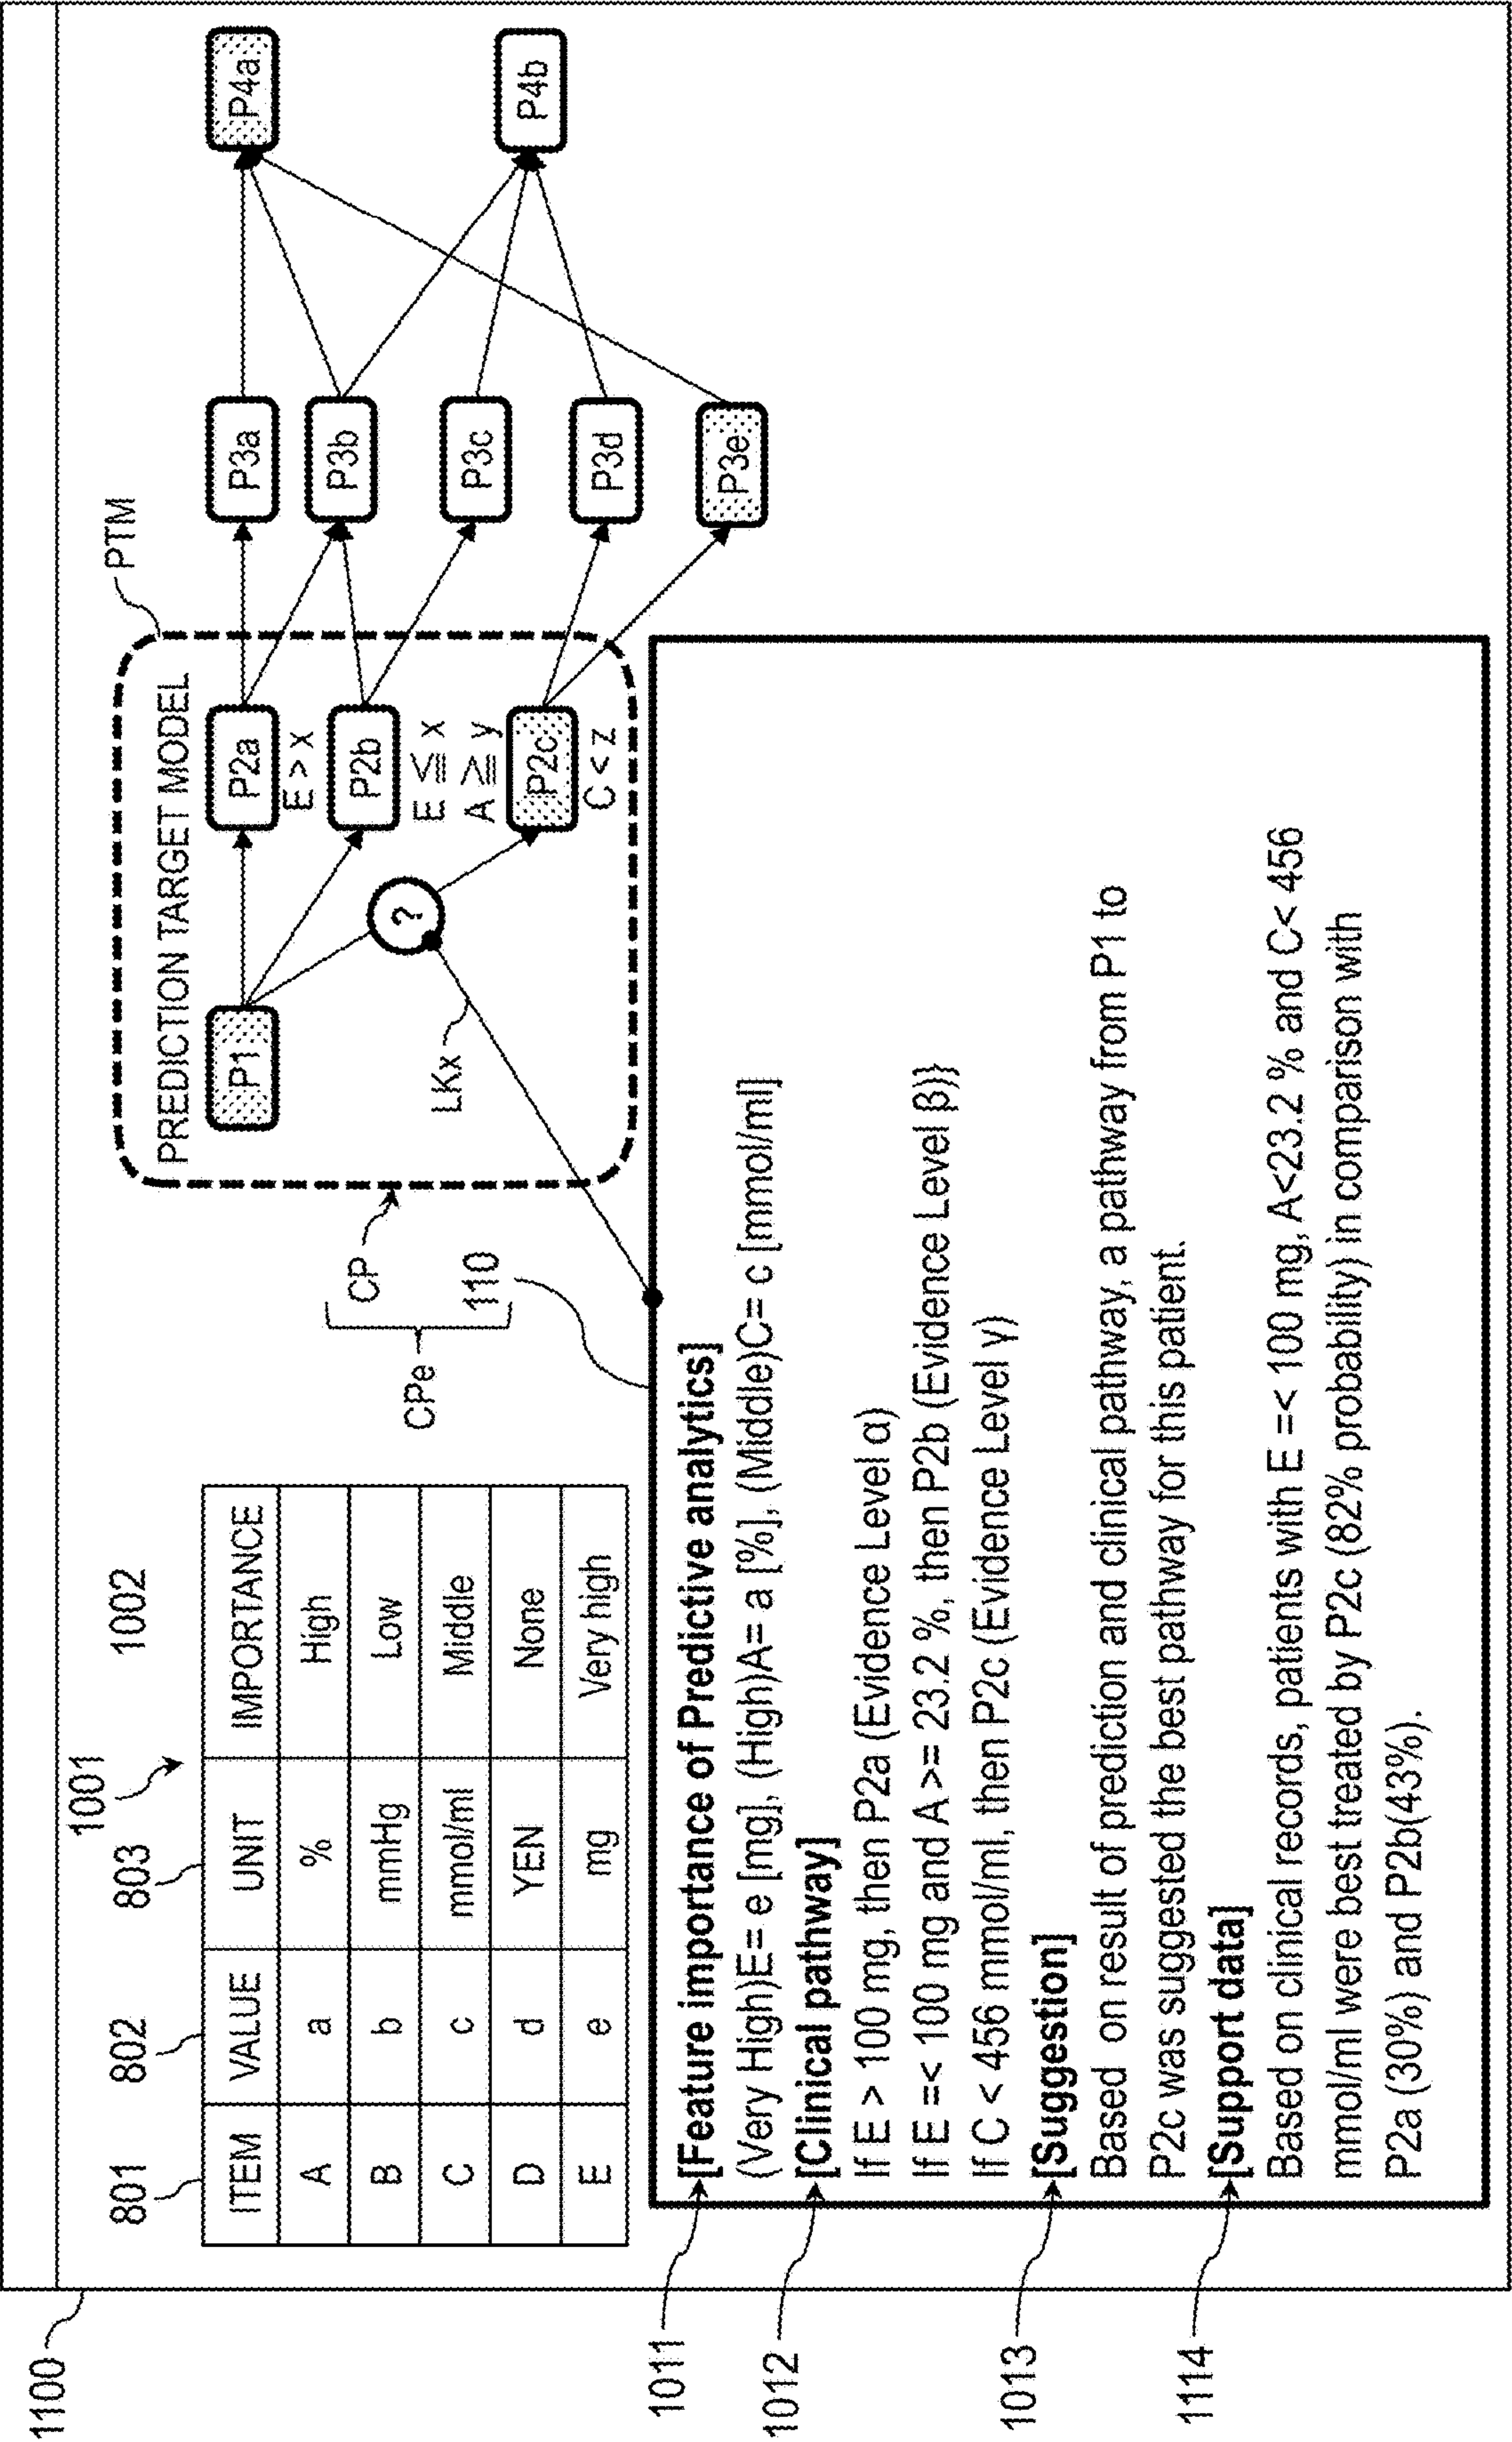 1100
801
802
803
1001
1002
ITEM VALUE UNIT IMPORTANCE
A a % High
B b mmHg Low
C c mmol/ml Middle
D d YEN None
E e mg Very high
CPe
CP
110
PTM
PREDICTION TARGET MODEL
P1
P2a
E > x
P2b
E ≦ x
A ≧ y
P2c
C < z
?
LKx
P3a
P3b
P3c
P3d
P3e
P4a
P4b
1011
[Feature importance of Predictive analytics]
(Very High)E= e [mg], (High)A= a [%], (Middle)C= c [mmol/ml]
1012
[Clinical pathway]
If E > 100 mg, then P2a (Evidence Level α)
If E =< 100 mg and A >= 23.2 %, then P2b (Evidence Level β)}
If C < 456 mmol/ml, then P2c (Evidence Level γ)
1013
[Suggestion]
Based on result of prediction and clinical pathway, a pathway from P1 to
P2c was suggested the best pathway for this patient.
1114
[Support data]
Based on clinical records, patients with E =< 100 mg, A<23.2 % and C< 456
mmol/ml were best treated by P2c (82% probability) in comparison with
P2a (30%) and P2b(43%).